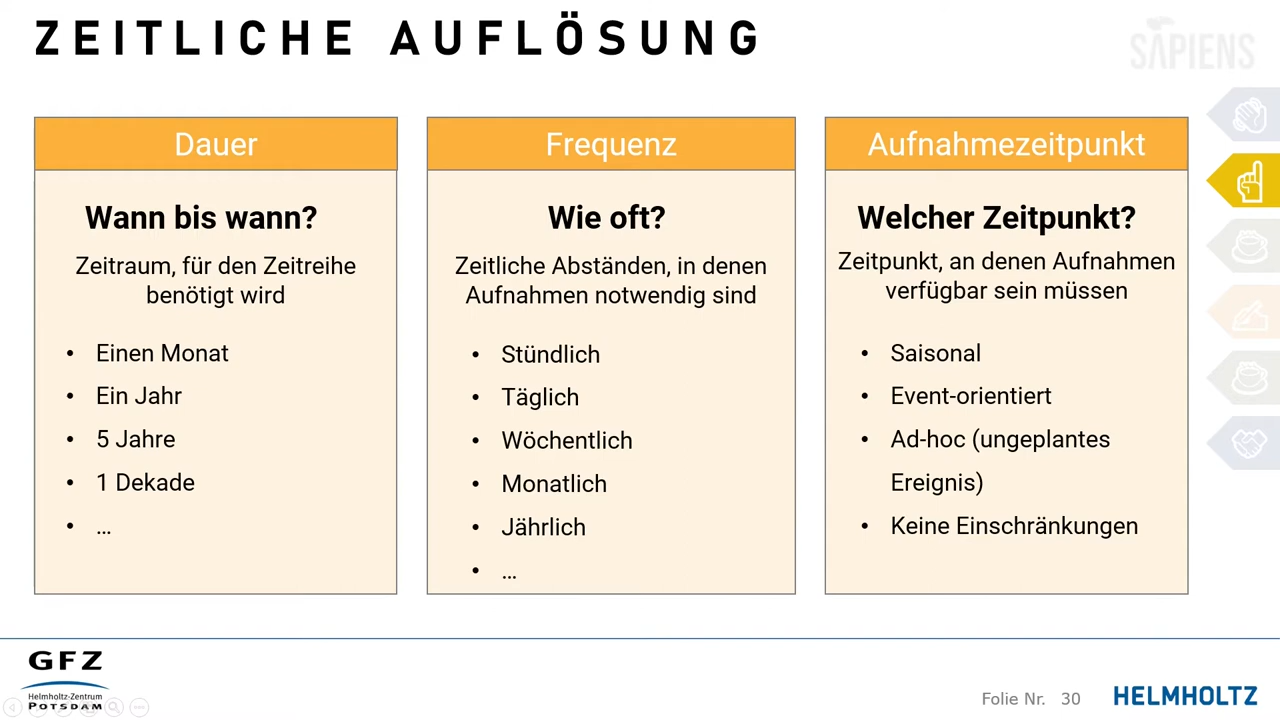 ZEITLICHE AUFLÖSUNG
SAPIENS
Dauer
Wann bis wann?
Zeitraum, für den Zeitreihe
benötigt wird
• Einen Monat
• Ein Jahr
• 5 Jahre
• 1 Dekade
• ...
Frequenz
Wie oft?
Zeitliche Abständen, in denen
Aufnahmen notwendig sind
• Stündlich
• Täglich
• Wöchentlich
• Monatlich
• Jährlich
• ...
Aufnahmezeitpunkt
Welcher Zeitpunkt?
Zeitpunkt, an denen Aufnahmen
verfügbar sein müssen
• Saisonal
• Event-orientiert
• Ad-hoc (ungeplantes
Ereignis)
• Keine Einschränkungen
GFZ
Helmholtz-Zentrum
POTSDAM
Folie Nr. 30
HELMHOLTZ